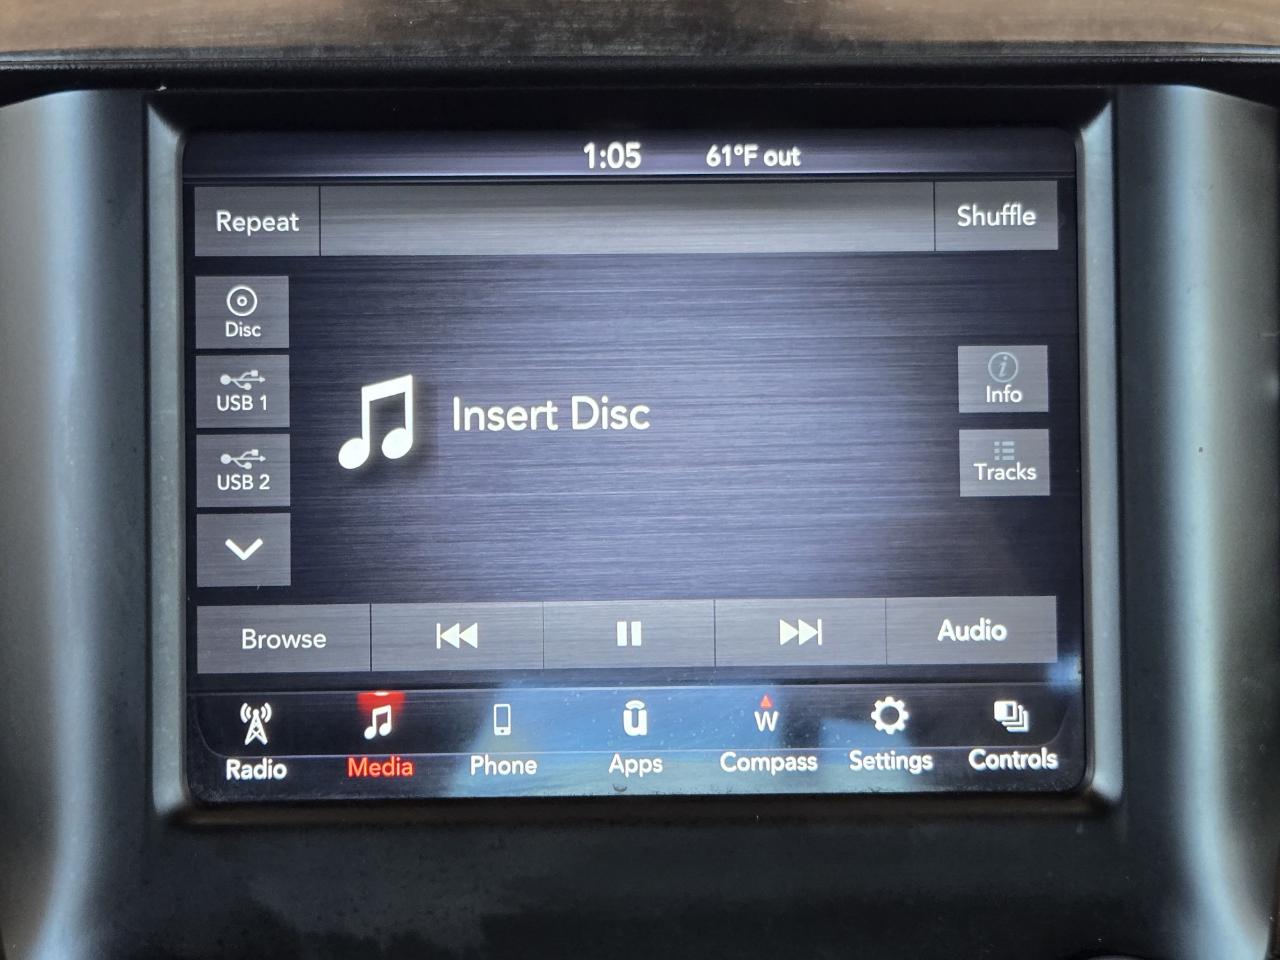 1:05 61°F out
Repeat Shuffle
Disc
USB 1
USB 2
Insert Disc
Info
Tracks
Browse Audio
W
Radio Media Phone Apps Compass Settings Controls